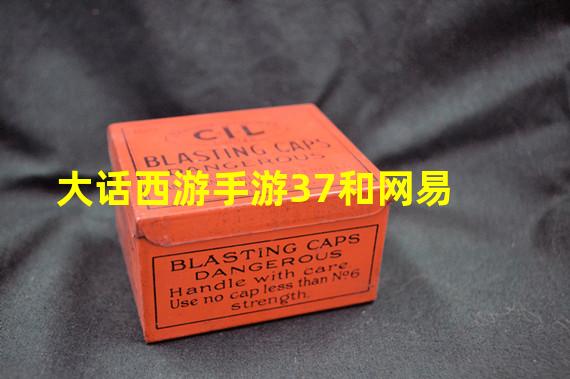 CIL
BLASTING CAPS
DANGEROUS
大话西游手游37和网易
BLASTING CAPS
DANGEROUS
Handle with care
Use no cap less than No6
strength.